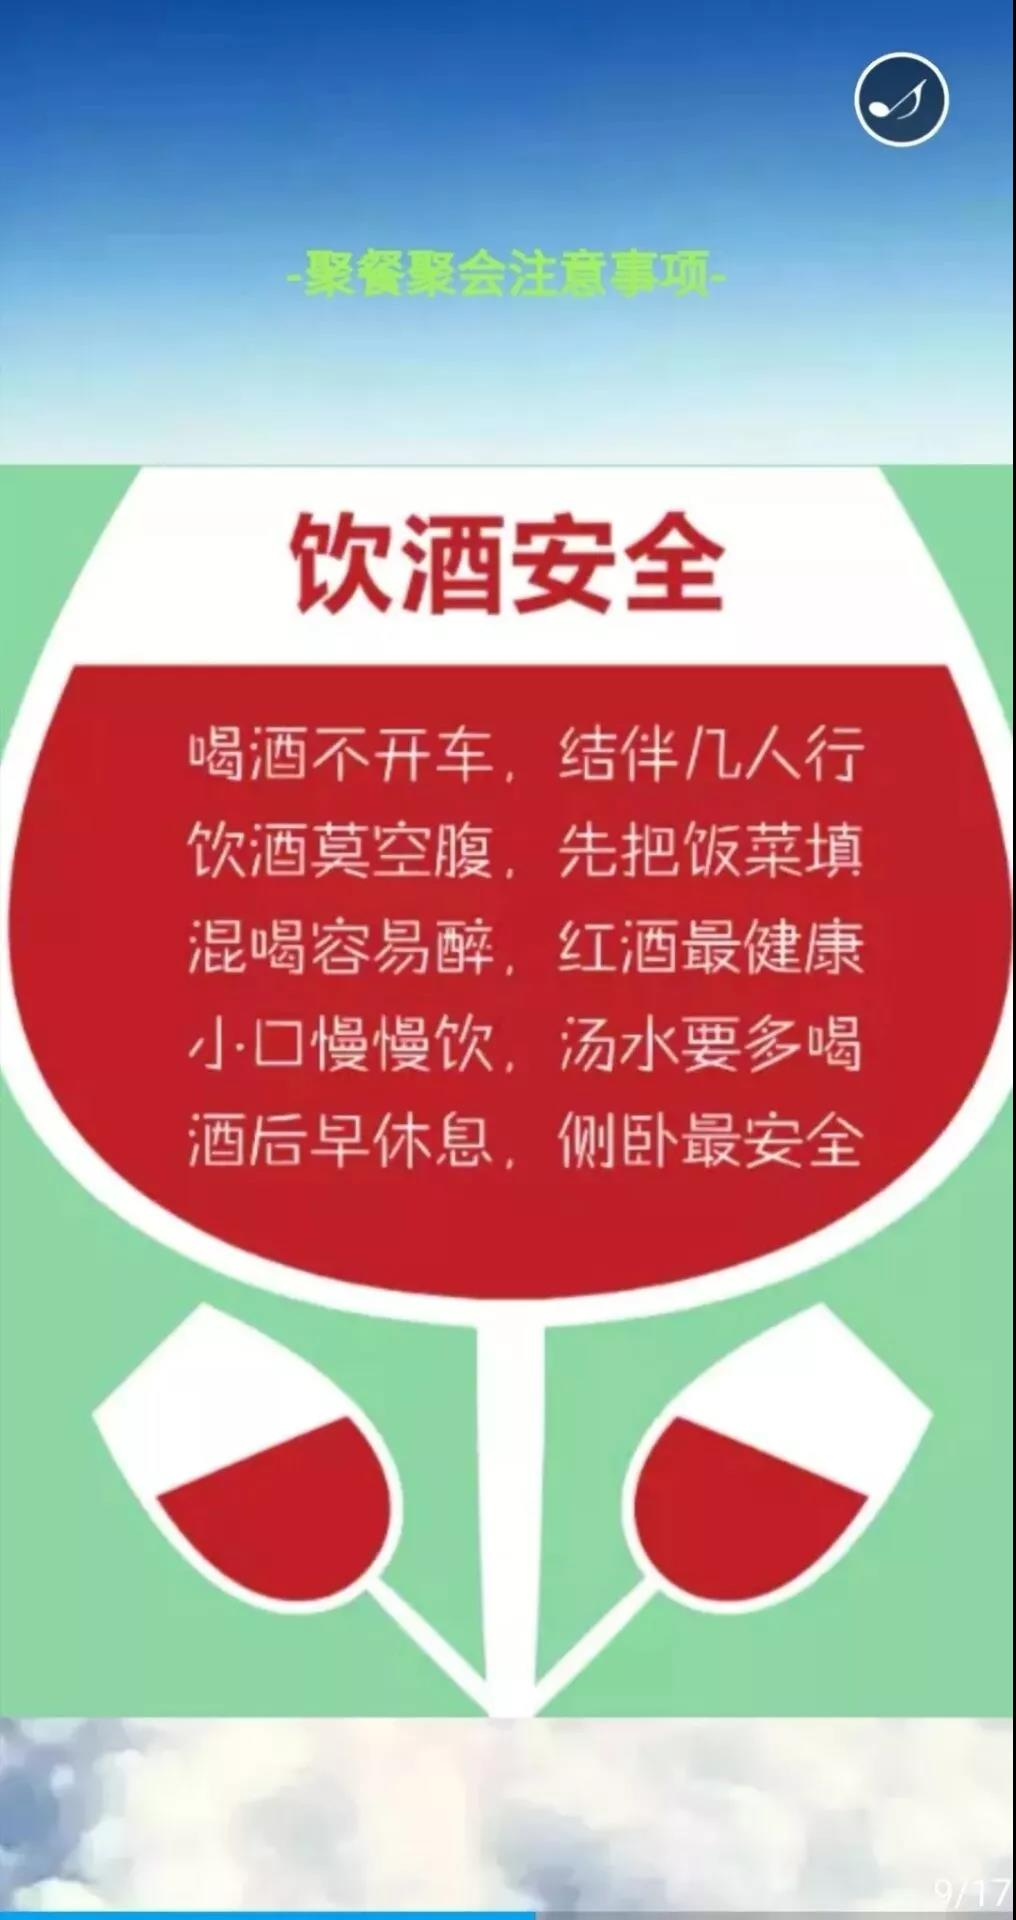 -聚餐聚会注意事项-
饮酒安全
喝酒不开车，结伴几人行
饮酒莫空腹，先把饭菜填
混喝容易醉，红酒最健康
小口慢慢饮，汤水要多喝
酒后早休息，侧卧最安全
9/17